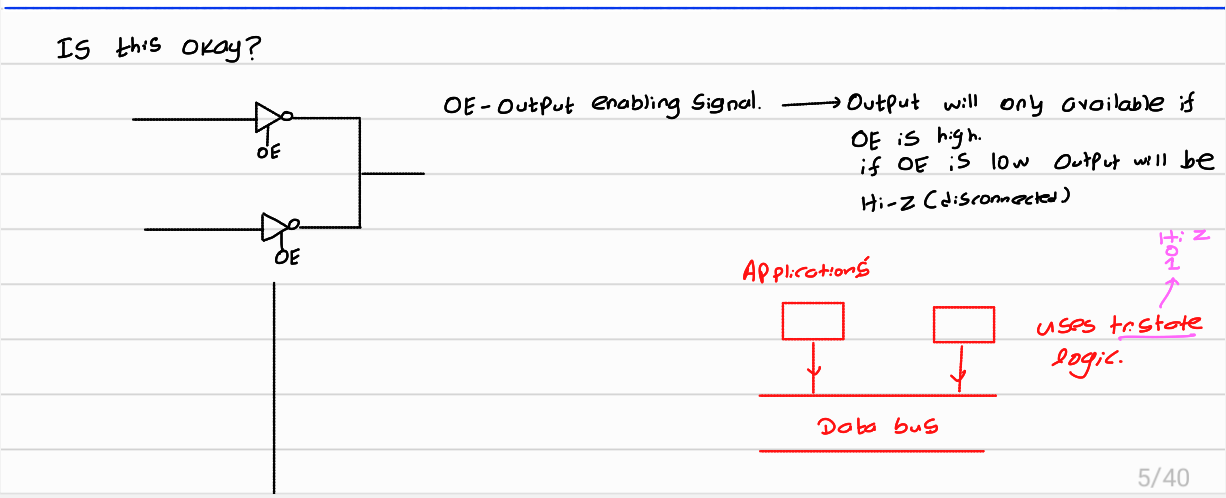 Is this okay?
OE - Output enabling signal. → Output will only available if
OE is high.
if OE is low output will be
Hi-Z (disconnected)
OE
OE
Hi Z
0
1
Applications
uses tristate
logic.
Data bus
5/40